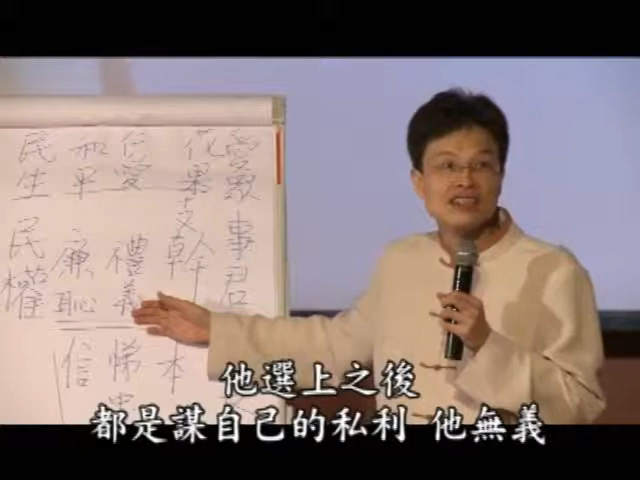 愛 事君
花果支幹 本
仁愛 禮義 悌
和平 廉恥 信
民生 民權
他選上之後
都是謀自己的私利 他無義